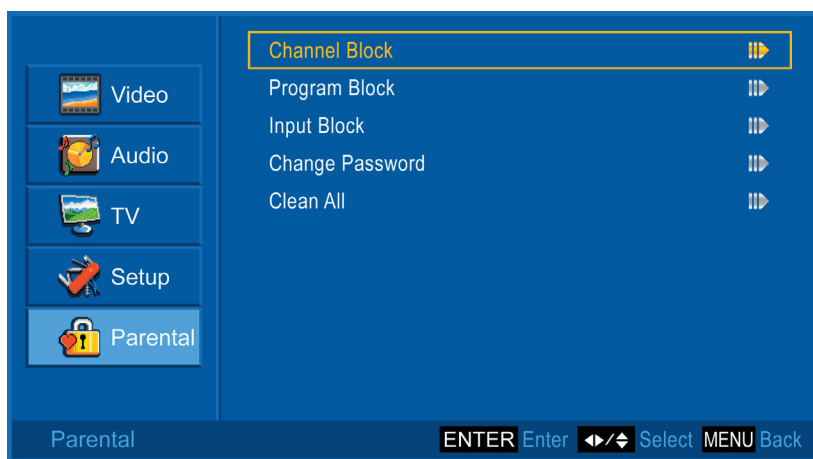 Video
Audio
TV
Setup
Parental
Channel Block
Program Block
Input Block
Change Password
Clean All
Parental
ENTER Enter ◂▸/▴▾ Select MENU Back